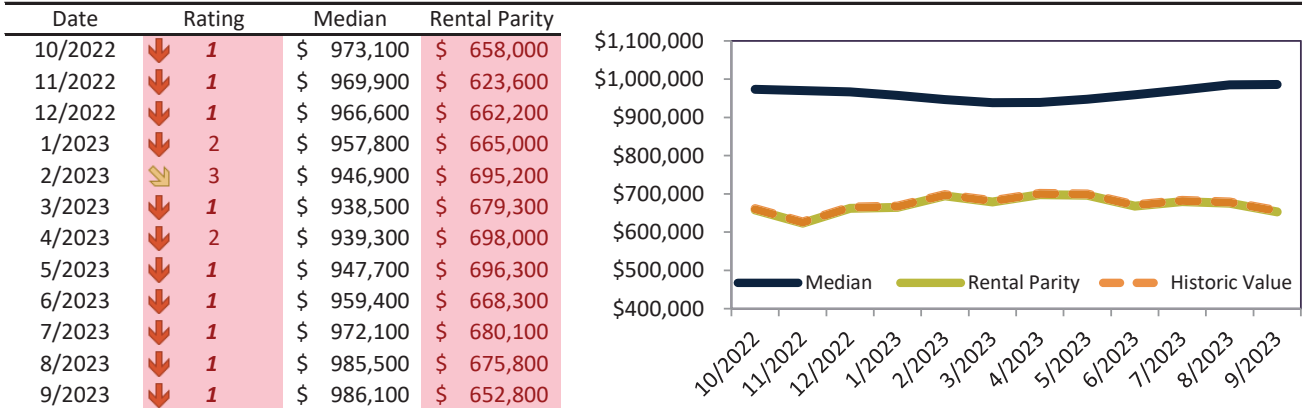 Date Rating Median Rental Parity
10/2022 1 $ 973,100 $ 658,000
11/2022 1 $ 969,900 $ 623,600
12/2022 1 $ 966,600 $ 662,200
1/2023 2 $ 957,800 $ 665,000
2/2023 3 $ 946,900 $ 695,200
3/2023 1 $ 938,500 $ 679,300
4/2023 2 $ 939,300 $ 698,000
5/2023 1 $ 947,700 $ 696,300
6/2023 1 $ 959,400 $ 668,300
7/2023 1 $ 972,100 $ 680,100
8/2023 1 $ 985,500 $ 675,800
9/2023 1 $ 986,100 $ 652,800
$1,100,000
$1,000,000
$900,000
$800,000
$700,000
$600,000
$500,000
$400,000
Median Rental Parity Historic Value
10/2022 11/2022 12/2022 1/2023 2/2023 3/2023 4/2023 5/2023 6/2023 7/2023 8/2023 9/2023